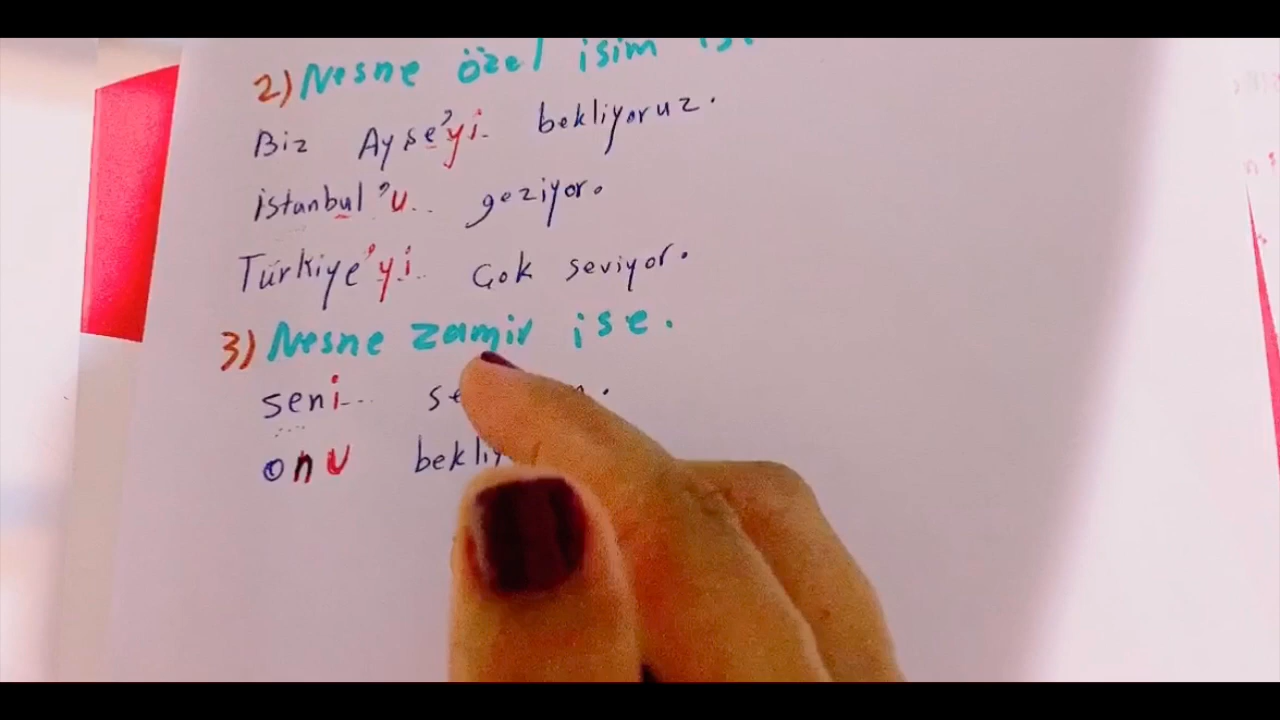 2) Nesne özel isim
Biz Ayşe'yi bekliyoruz.
İstanbul'u.. geziyor.
Türkiye'yi.. çok seviyor.
3) Nesne zamir ise.
seni...
onu